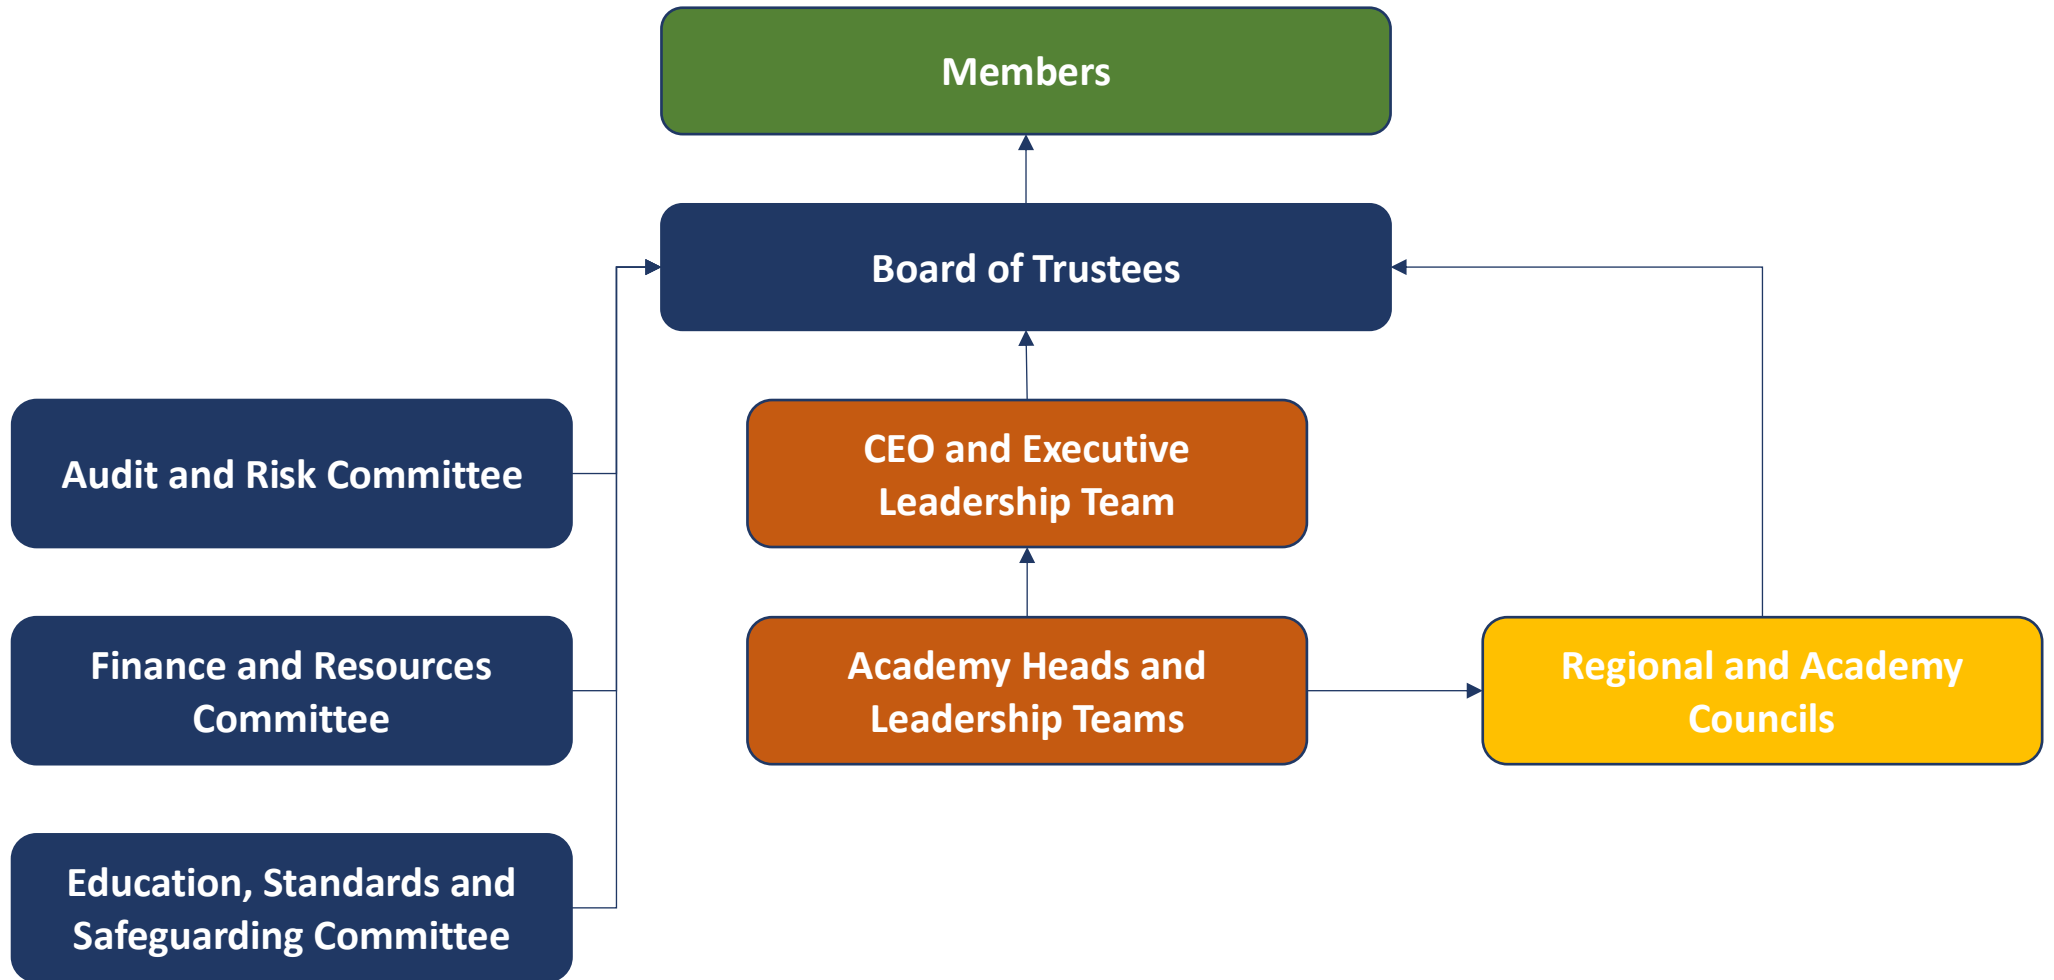 Members
Board of Trustees
Audit and Risk Committee
CEO and Executive
Leadership Team
Finance and Resources
Committee
Academy Heads and
Leadership Teams
Regional and Academy
Councils
Education, Standards and
Safeguarding Committee